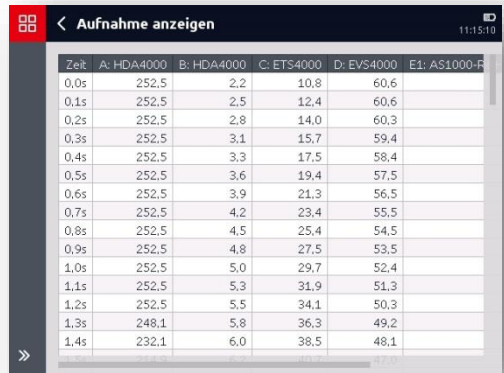 Aufnahme anzeigen
11:15:10
Zeit A: HDA4000 B: HDA4000 C: ETS4000 D: EVS4000 E1: AS1000-R
0,0s 252,5 2,2 10,8 60,6
0,1s 252,5 2,5 12,4 60,6
0,2s 252,5 2,8 14,0 60,3
0,3s 252,5 3,1 15,7 59,4
0,4s 252,5 3,3 17,5 58,4
0,5s 252,5 3,6 19,4 57,5
0,6s 252,5 3,9 21,3 56,5
0,7s 252,5 4,2 23,4 55,5
0,8s 252,5 4,5 25,4 54,5
0,9s 252,5 4,8 27,5 53,5
1,0s 252,5 5,0 29,7 52,4
1,1s 252,5 5,3 31,9 51,3
1,2s 252,5 5,5 34,1 50,3
1,3s 248,1 5,8 36,3 49,2
1,4s 232,1 6,0 38,5 48,1